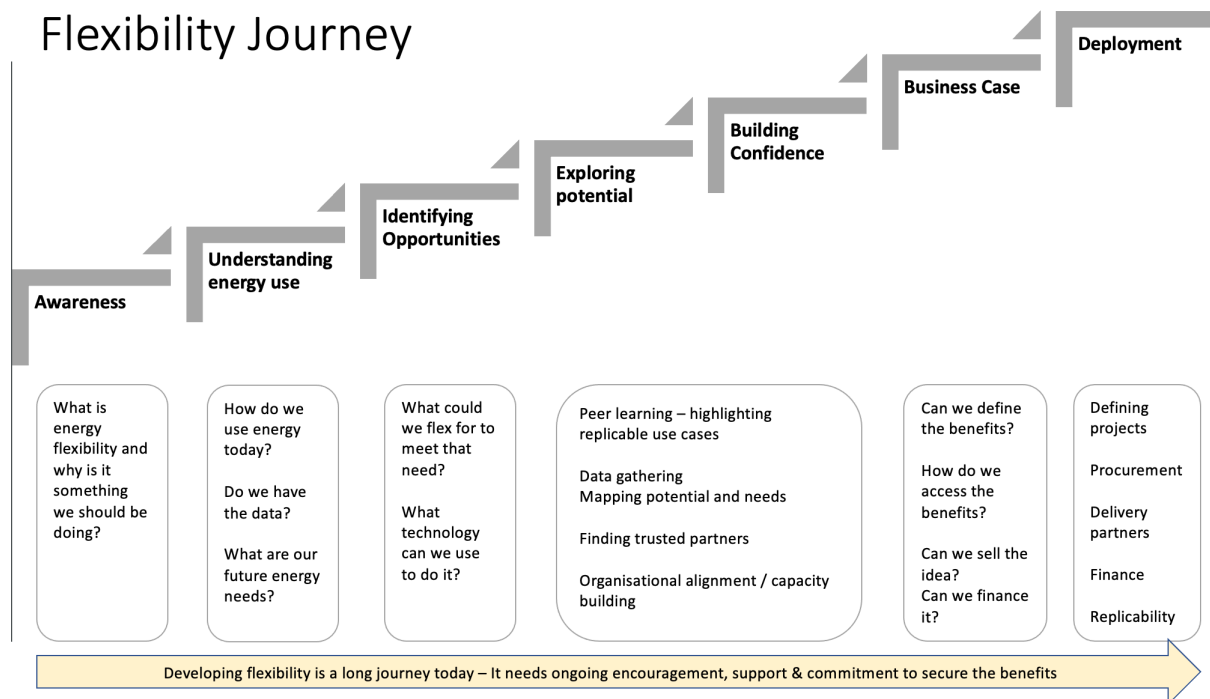 Flexibility Journey
Deployment
Business Case
Building
Confidence
Exploring
potential
Identifying
Opportunities
Understanding
energy use
Awareness
What is
energy
flexibility and
why is it
something
we should be
doing?
How do we
use energy
today?
Do we have
the data?
What are our
future energy
needs?
What could
we flex for to
meet that
need?
What
technology
can we use
to do it?
Peer learning – highlighting
replicable use cases
Data gathering
Mapping potential and needs
Finding trusted partners
Organisational alignment / capacity
building
Can we define
the benefits?
How do we
access the
benefits?
Can we sell the
idea?
Can we finance
it?
Defining
projects
Procurement
Delivery
partners
Finance
Replicability
Developing flexibility is a long journey today – It needs ongoing encouragement, support & commitment to secure the benefits